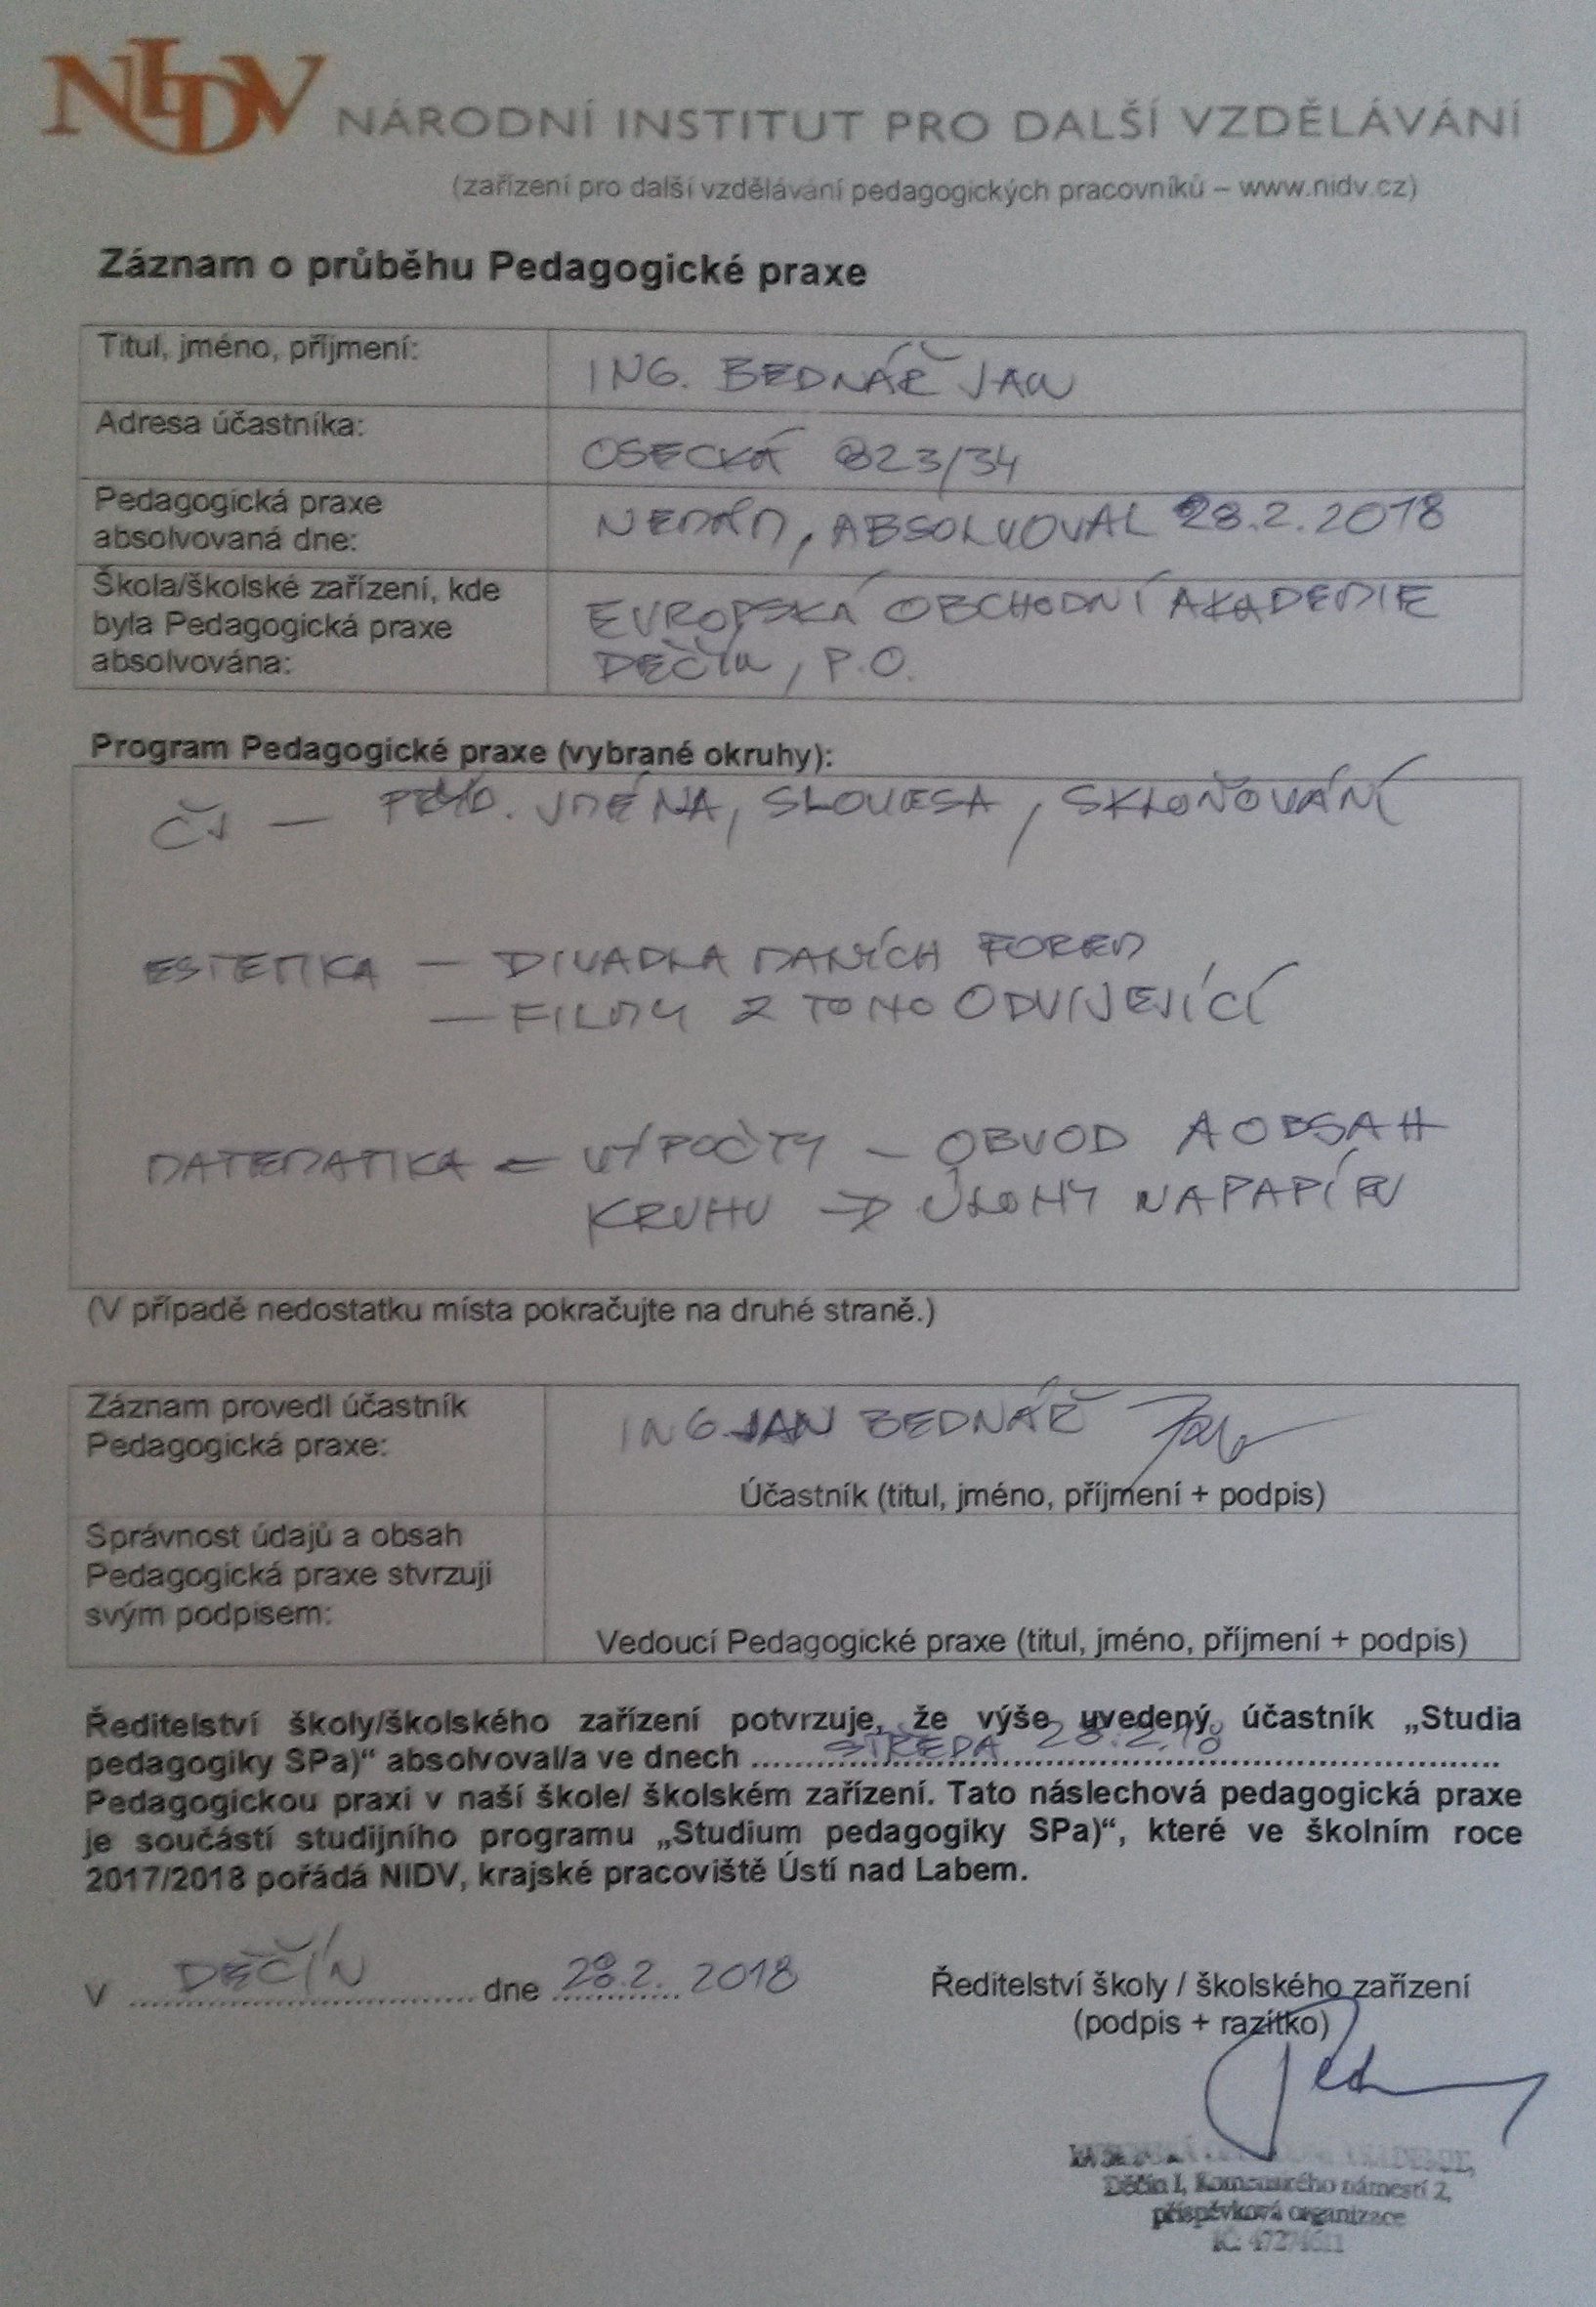 NIDV NÁRODNÍ INSTITUT PRO DALŠÍ VZDĚLÁVÁNÍ
(zařízení pro další vzdělávání pedagogických pracovníků – www.nidv.cz)
Záznam o průběhu Pedagogické praxe
Titul, jméno, příjmení:
ING. BEDNÁŘ JAN
Adresa účastníka:
OSECKÁ 823/34
Pedagogická praxe
absolvovaná dne:
NEMÁM, ABSOLVOVAL 28.2.2018
Škola/školské zařízení, kde
byla Pedagogická praxe
absolvována:
EVROPSKÁ OBCHODNÍ AKADEMIE
DĚČÍN, P.O.
Program Pedagogické praxe (vybrané okruhy):
ČJ — JMÉNA, SLOVESA, SKLOŇOVÁNÍ
ESTETIKA — DIVADLA DANÝCH FOREM
— FILMY Z TOHO ODVIJEJÍCÍ
MATEMATIKA = VÝPOČTY — OBVOD A OBSAH
KRUHU → ÚLOHY NA PAPÍRU
(V případě nedostatku místa pokračujte na druhé straně.)
Záznam provedl účastník
Pedagogická praxe:
ING. JAN BEDNÁŘ
Účastník (titul, jméno, příjmení + podpis)
Správnost údajů a obsah
Pedagogická praxe stvrzuji
svým podpisem:
Vedoucí Pedagogické praxe (titul, jméno, příjmení + podpis)
Ředitelství školy/školského zařízení potvrzuje, že výše uvedený účastník „Studia
pedagogiky SPa)“ absolvoval/a ve dnech STŘEDA 28.2.18
Pedagogickou praxi v naší škole/ školském zařízení. Tato náslechová pedagogická praxe
je součástí studijního programu „Studium pedagogiky SPa)“, které ve školním roce
2017/2018 pořádá NIDV, krajské pracoviště Ústí nad Labem.
V DĚČÍN dne 28.2. 2018
Ředitelství školy / školského zařízení
(podpis + razítko)
AKADEMIE,
Děčín I, Komenského náměstí 2,
příspěvková organizace